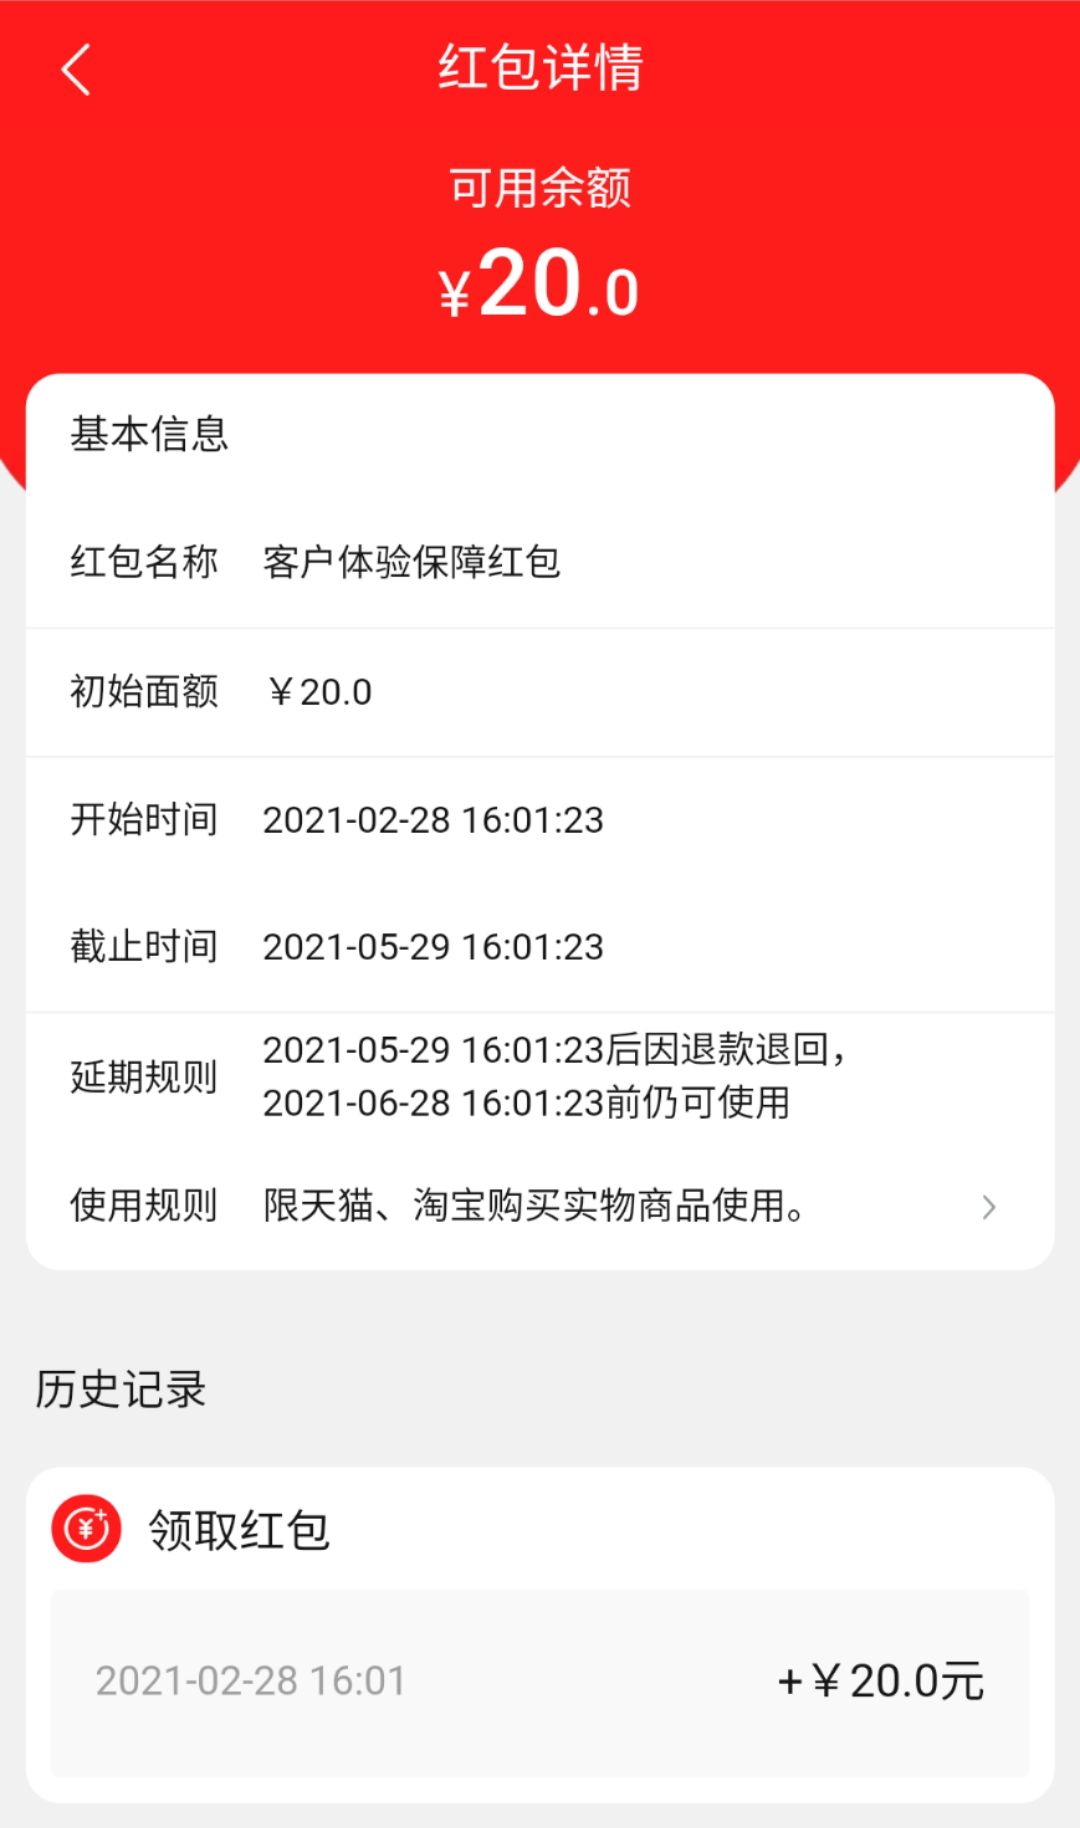 红包详情
可用余额
¥20.0
基本信息
红包名称 客户体验保障红包
初始面额 ￥20.0
开始时间 2021-02-28 16:01:23
截止时间 2021-05-29 16:01:23
延期规则 2021-05-29 16:01:23后因退款退回，
2021-06-28 16:01:23前仍可使用
使用规则 限天猫、淘宝购买实物商品使用。
历史记录
领取红包
2021-02-28 16:01 +￥20.0元